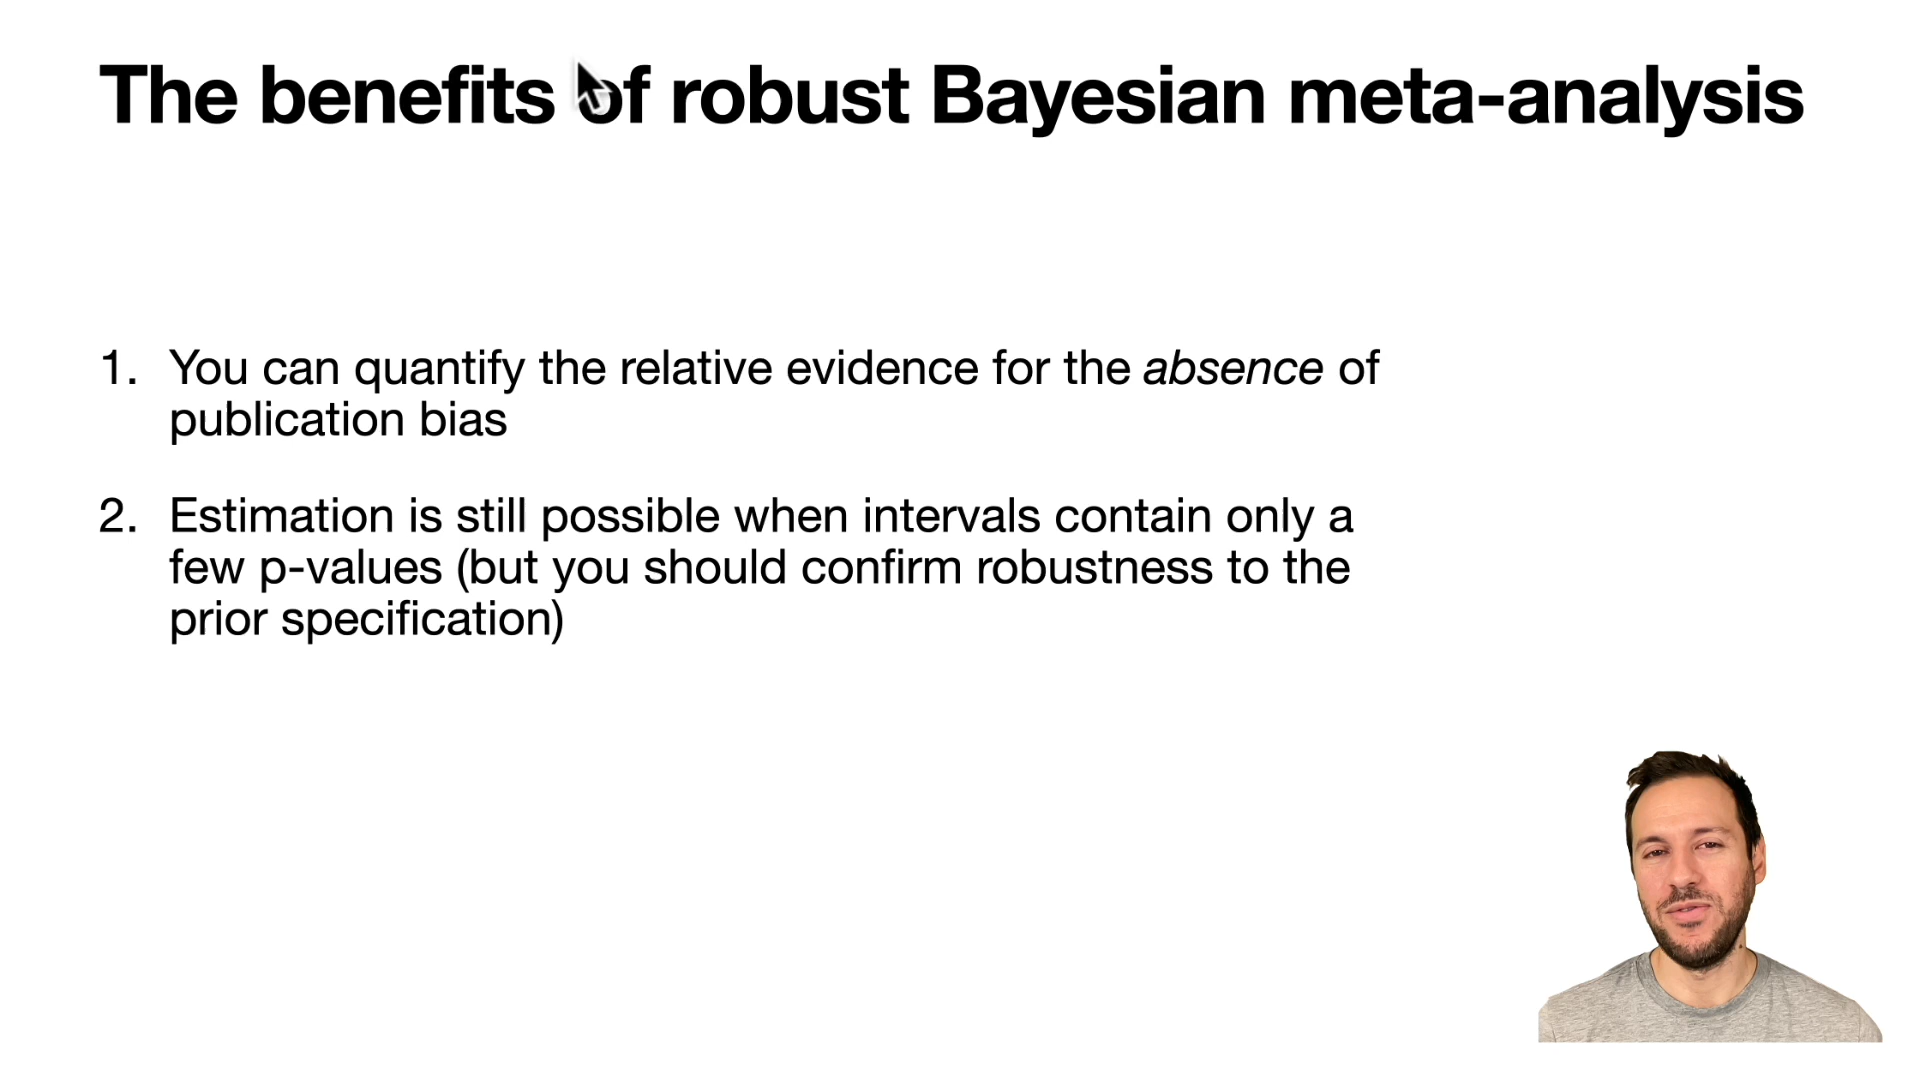 The benefits of robust Bayesian meta-analysis
1. You can quantify the relative evidence for the absence of
publication bias
2. Estimation is still possible when intervals contain only a
few p-values (but you should confirm robustness to the
prior specification)